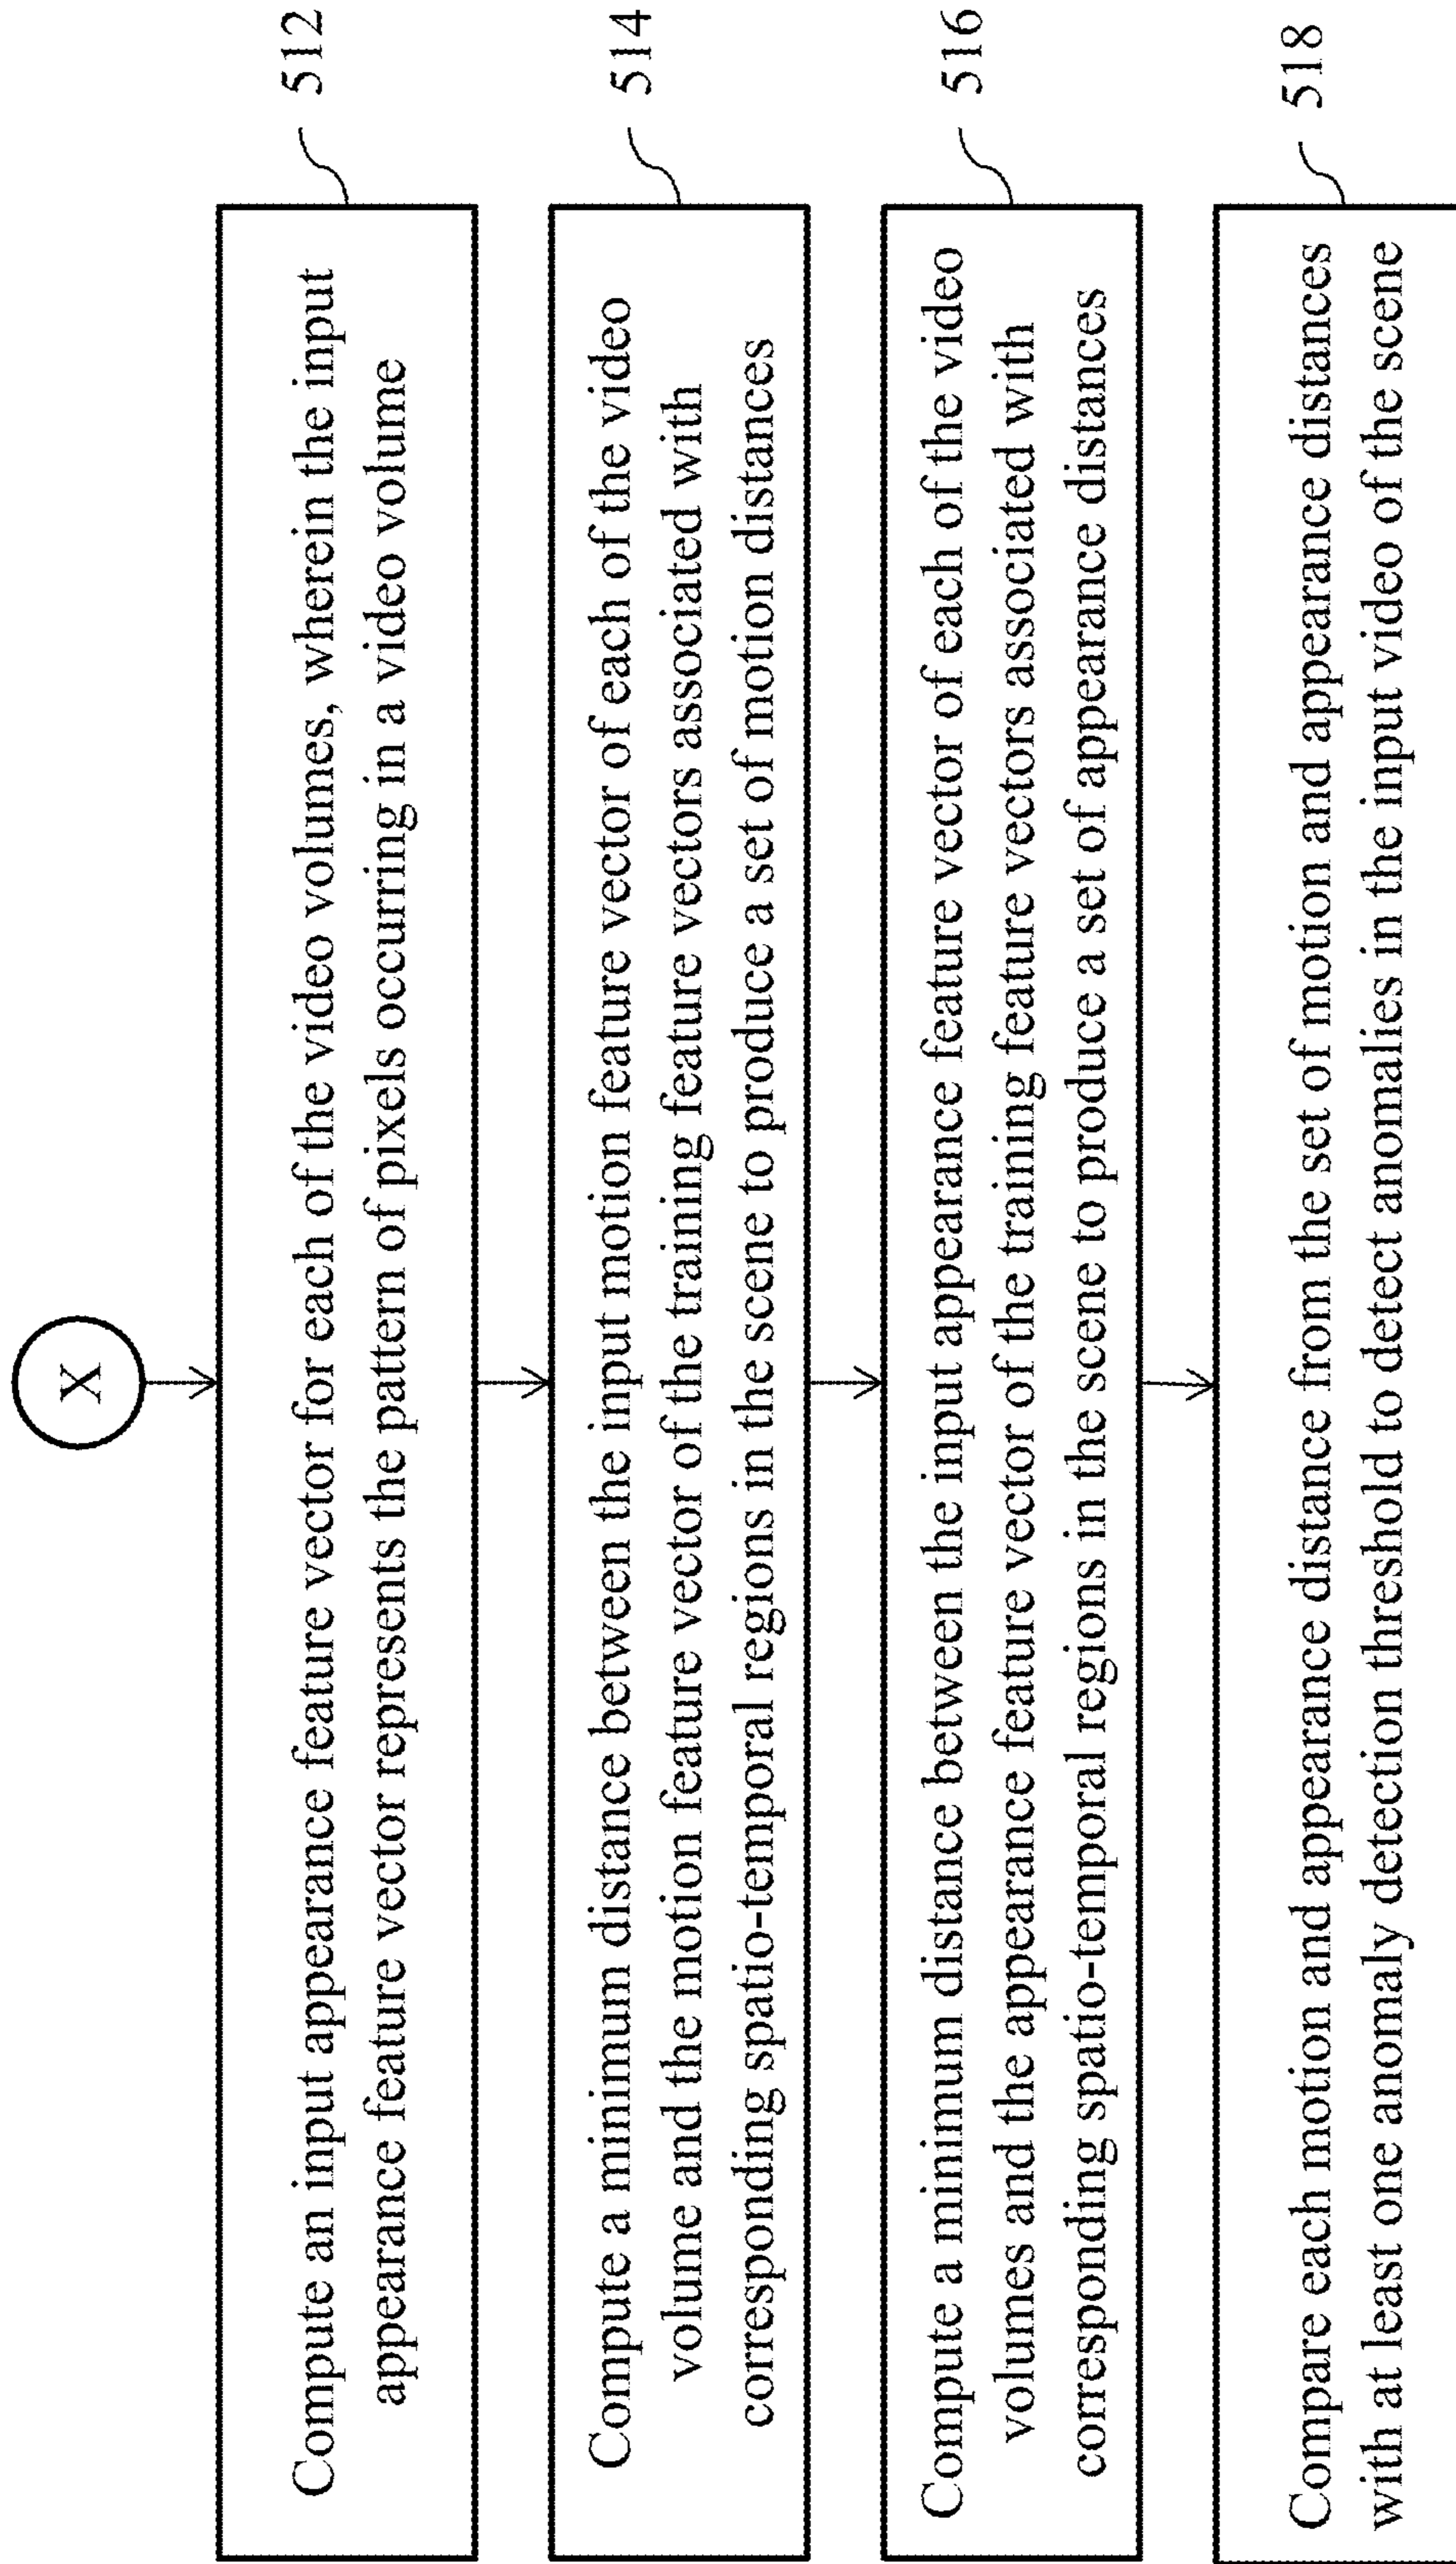 X
Compute an input appearance feature vector for each of the video volumes, wherein the input
appearance feature vector represents the pattern of pixels occurring in a video volume
512
Compute a minimum distance between the input motion feature vector of each of the video
volume and the motion feature vector of the training feature vectors associated with
corresponding spatio-temporal regions in the scene to produce a set of motion distances
514
Compute a minimum distance between the input appearance feature vector of each of the video
volumes and the appearance feature vector of the training feature vectors associated with
corresponding spatio-temporal regions in the scene to produce a set of appearance distances
516
Compare each motion and appearance distance from the set of motion and appearance distances
with at least one anomaly detection threshold to detect anomalies in the input video of the scene
518